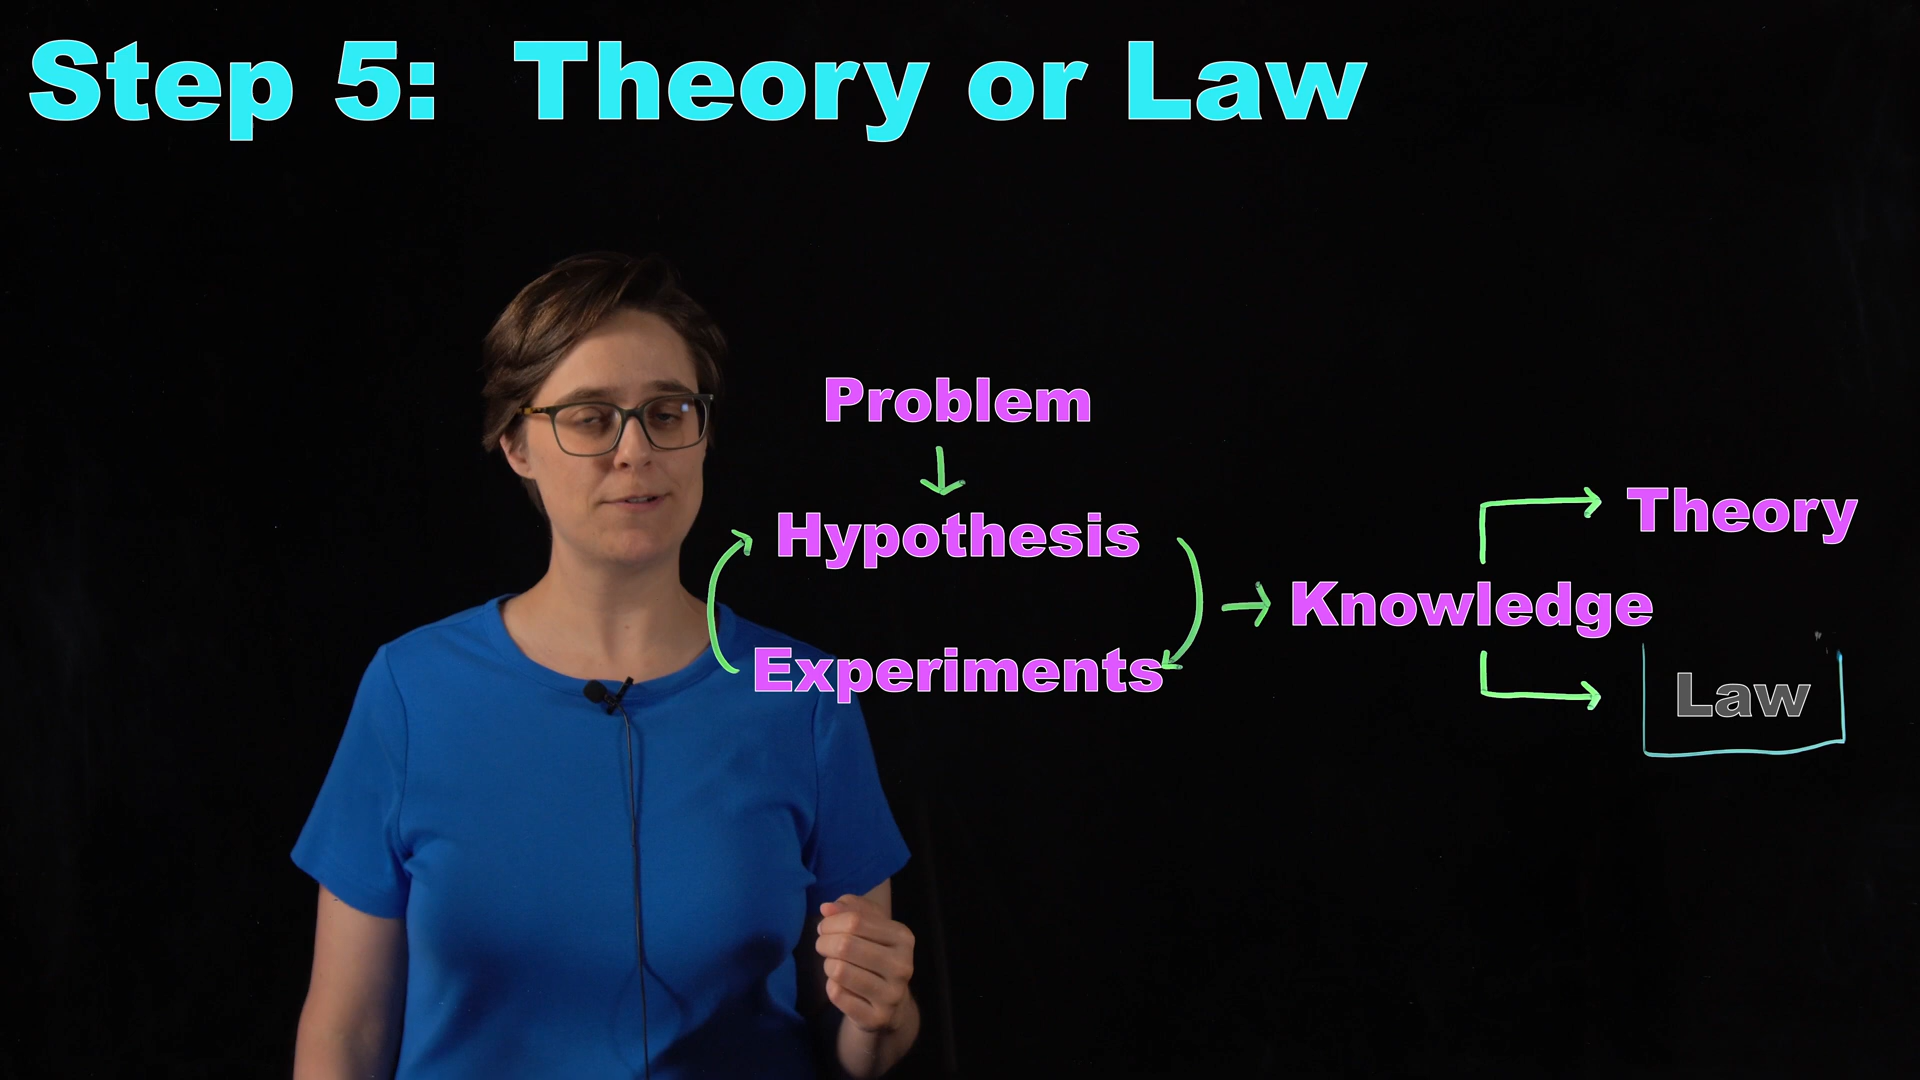 Step 5: Theory or Law
Problem
Hypothesis
Experiments
Knowledge
Theory
Law